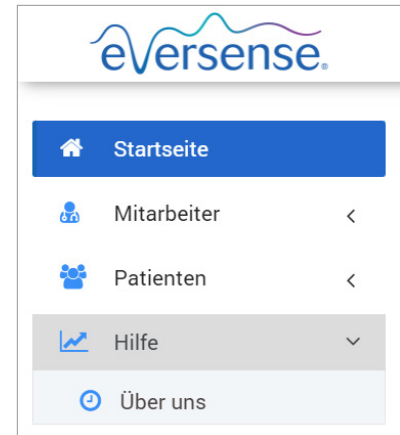 eversense®
Startseite
Mitarbeiter
Patienten
Hilfe
Über uns